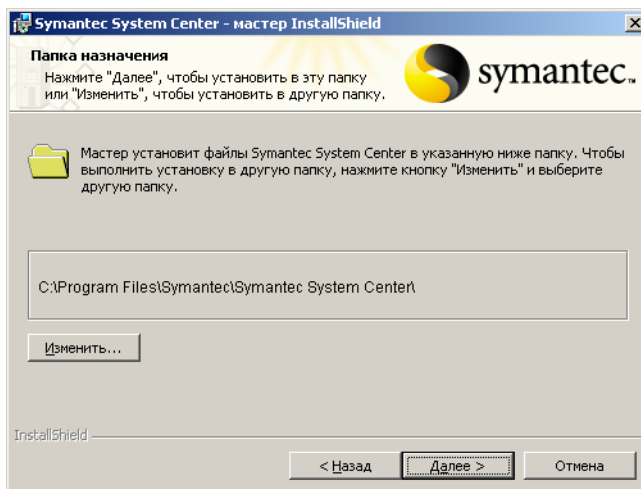 Symantec System Center - мастер InstallShield
Папка назначения
Нажмите "Далее", чтобы установить в эту папку
или "Изменить", чтобы установить в другую папку.
symantec™
Мастер установит файлы Symantec System Center в указанную ниже папку. Чтобы
выполнить установку в другую папку, нажмите кнопку "Изменить" и выберите
другую папку.
C:\Program Files\Symantec\Symantec System Center\
Изменить...
InstallShield
< Назад
Далее >
Отмена